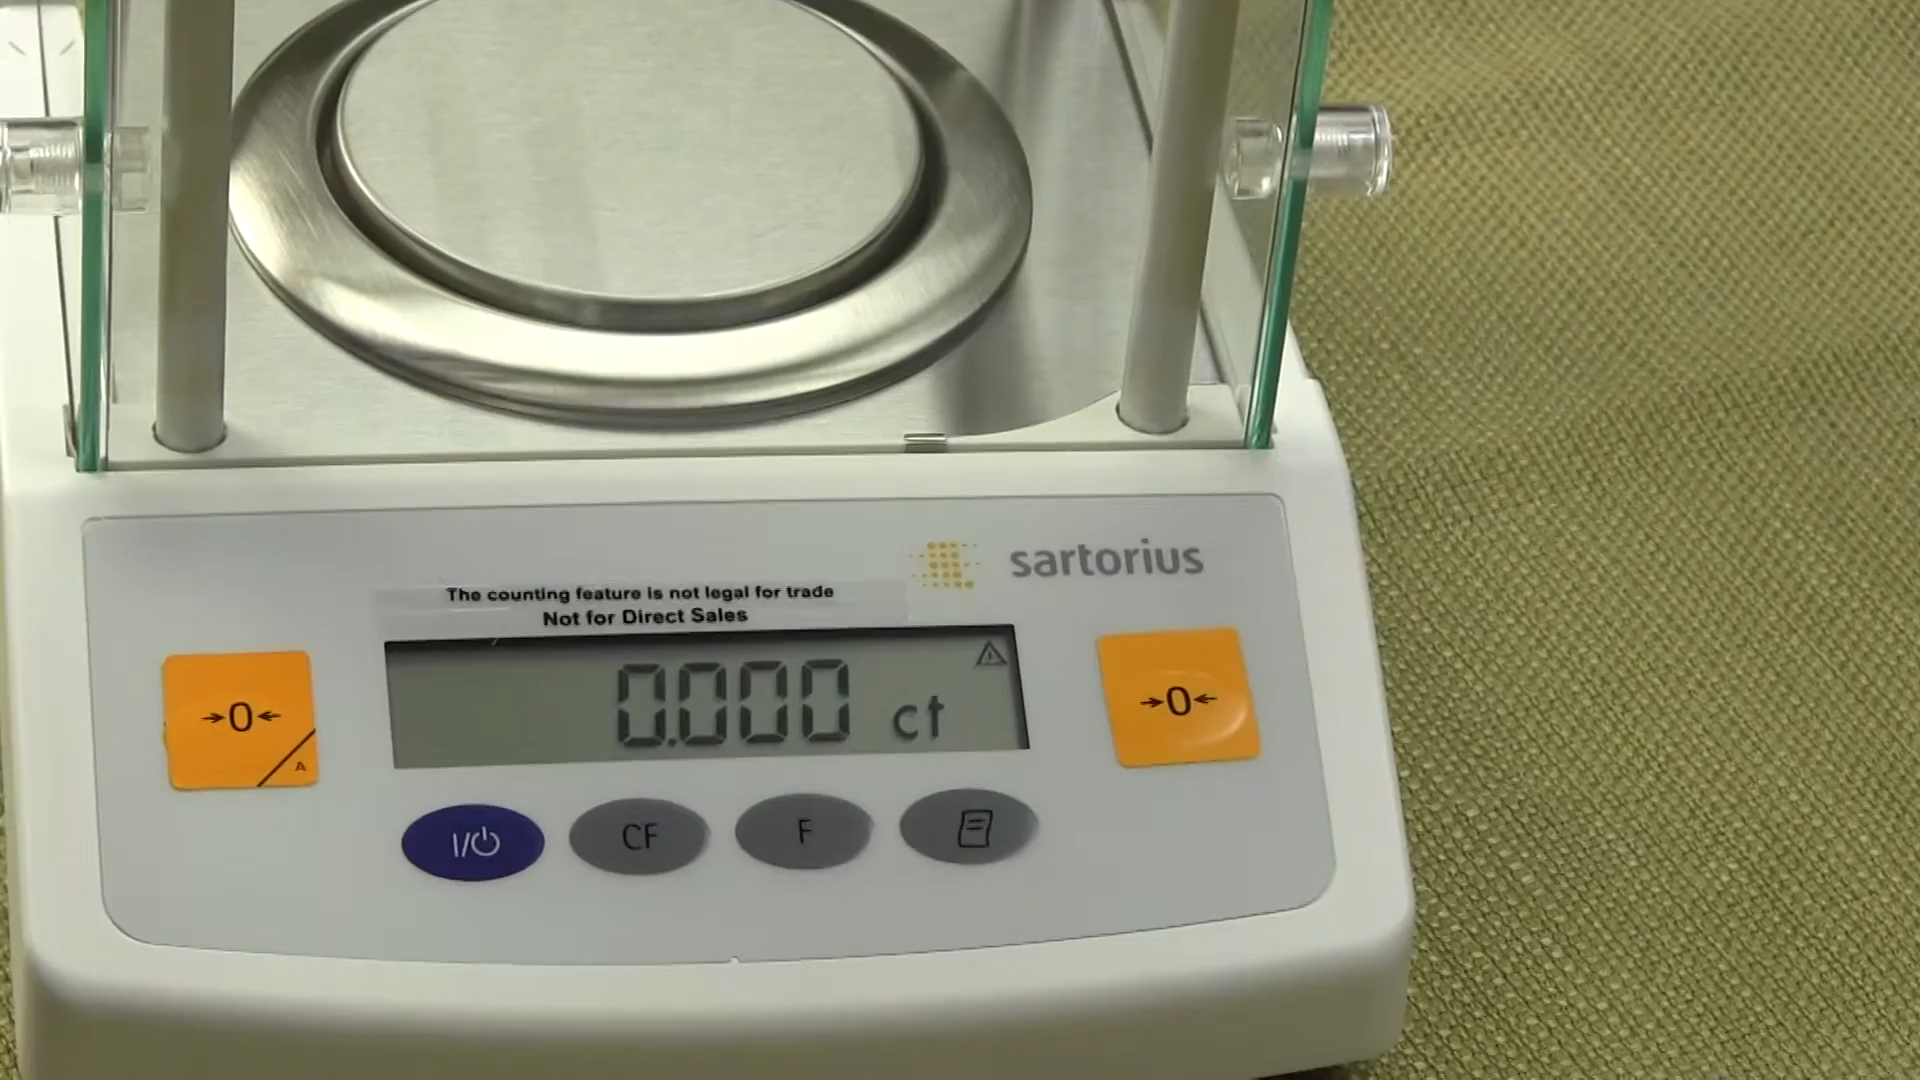 sartorius
The counting feature is not legal for trade
Not for Direct Sales
0.000 ct
→0←
A
→0←
I/⏻
CF
F